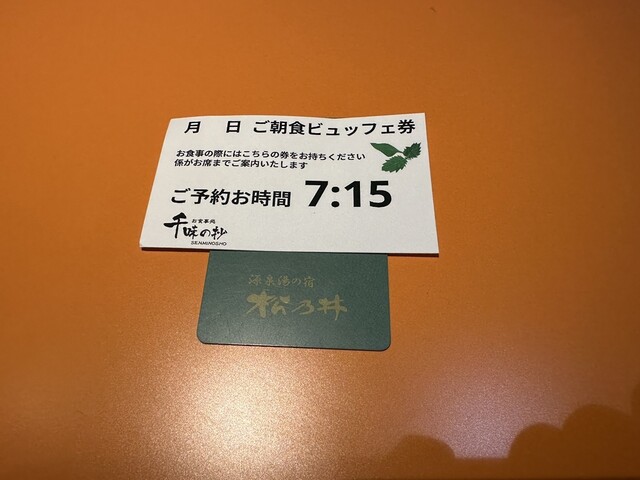 月 日 ご朝食ビュッフェ券
お食事の際にはこちらの券をお持ちください
係がお席までご案内いたします
ご予約お時間 7:15
お食事処
千味の抄
SENMINOSHO
源泉湯の宿
松乃井